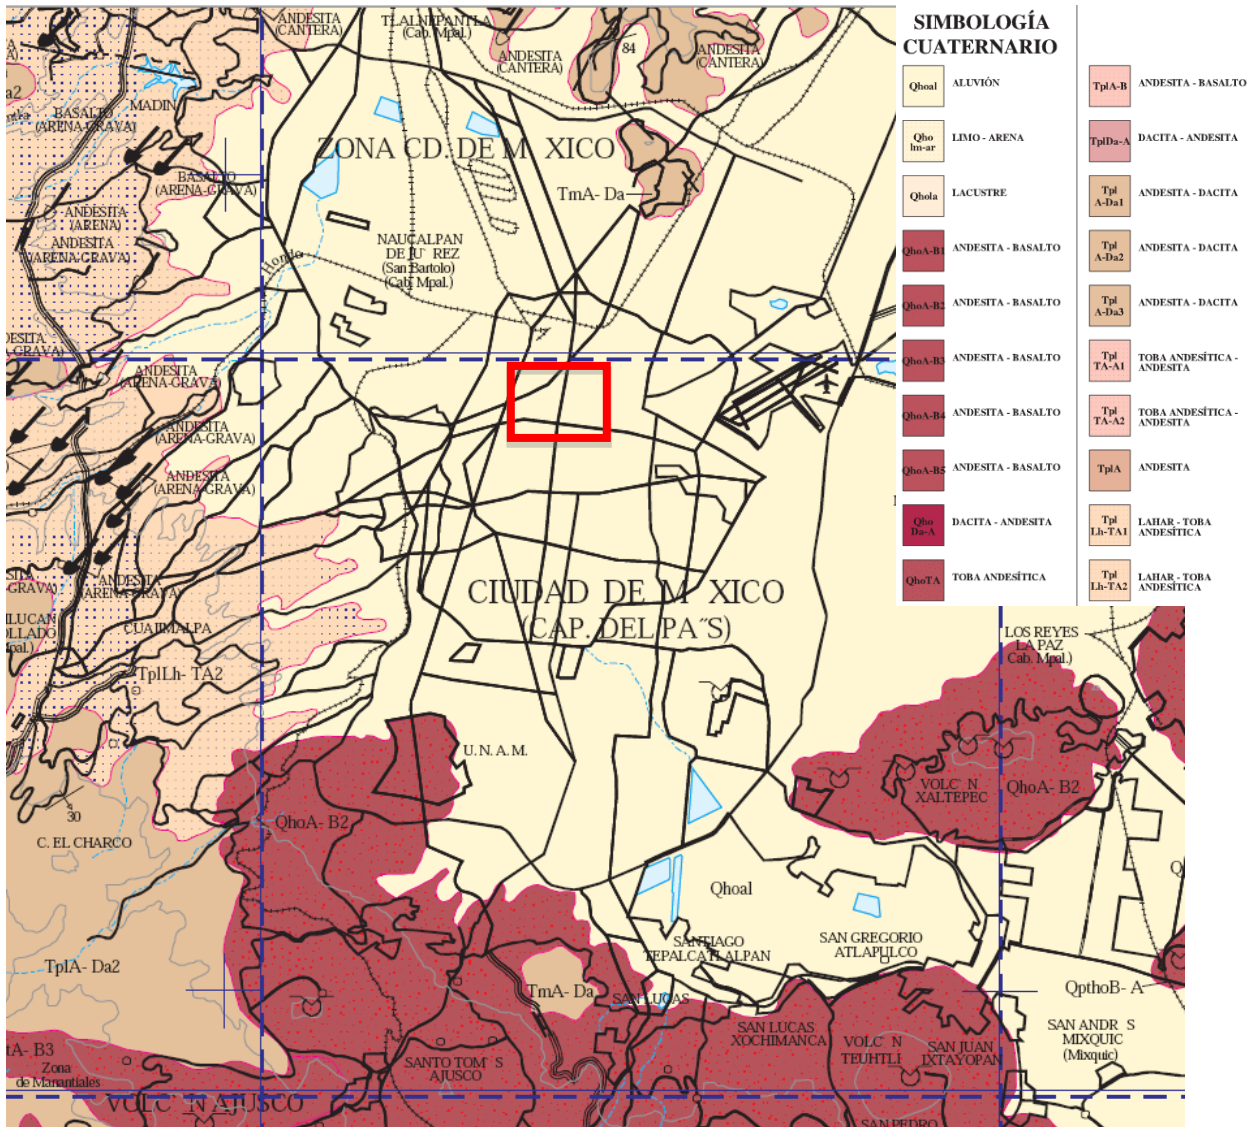 SIMBOLOGÍA
CUATERNARIO
Qhoal ALUVIÓN
Qho
lm-ar
LIMO - ARENA
Qhola LACUSTRE
QhoA-B1 ANDESITA - BASALTO
QhoA-B2 ANDESITA - BASALTO
QhoA-B3 ANDESITA - BASALTO
QhoA-B4 ANDESITA - BASALTO
QhoA-B5 ANDESITA - BASALTO
Qho
Da-A
DACITA - ANDESITA
QhoTA TOBA ANDESÍTICA
TplA-B ANDESITA - BASALTO
TplDa-A DACITA - ANDESITA
Tpl
A-Da1
ANDESITA - DACITA
Tpl
A-Da2
ANDESITA - DACITA
Tpl
A-Da3
ANDESITA - DACITA
Tpl
TA-A1
TOBA ANDESÍTICA -
ANDESITA
Tpl
TA-A2
TOBA ANDESÍTICA -
ANDESITA
TplA ANDESITA
Tpl
Lh-TA1
LAHAR - TOBA
ANDESÍTICA
Tpl
Lh-TA2
LAHAR - TOBA
ANDESÍTICA
ANDESITA
(CANTERA)
TLALNEPANTLA
(Cab. Mpal.)
ANDESITA
(CANTERA)
84
ANDESITA
(CANTERA)
a2
MADIN
BASALTO
(ARENA-GRAVA)
ZONA CD. DE M XICO
BASALTO
(ARENA-GRAVA)
TmA- Da
ANDESITA
(ARENA)
ANDESITA
(ARENA-GRAVA)
NAUCALPAN
DE JU REZ
(San Bartolo)
(Cab. Mpal.)
Hondo
ANDESITA
(ARENA-GRAVA)
ANDESITA
(ARENA-GRAVA)
ANDESITA
(ARENA-GRAVA)
ANDESITA
(ARENA-GRAVA)
CUAJIMALPA
TplLh- TA2
CIUDAD DE M XICO
(CAP. DEL PA˝S)
LOS REYES
LA PAZ
Cab. Mpal.)
U.N.A.M.
VOLC N
XALTEPEC
QhoA- B2
30
C. EL CHARCO
QhoA- B2
Qhoal
SANTIAGO
TEPALCATLALPAN
SAN GREGORIO
ATLAPULCO
TplA- Da2
TmA- Da
SAN LUCAS
QpthoB- A
SAN LUCAS
XOCHIMANCA
VOLC N
TEUHTLI
SAN JUAN
IXTAYOPAN
SAN ANDR S
MIXQUIC
(Mixquic)
tA- B3
Zona
de Manantiales
SANTO TOM S
AJUSCO
VOLC N AJUSCO
SAN PEDRO